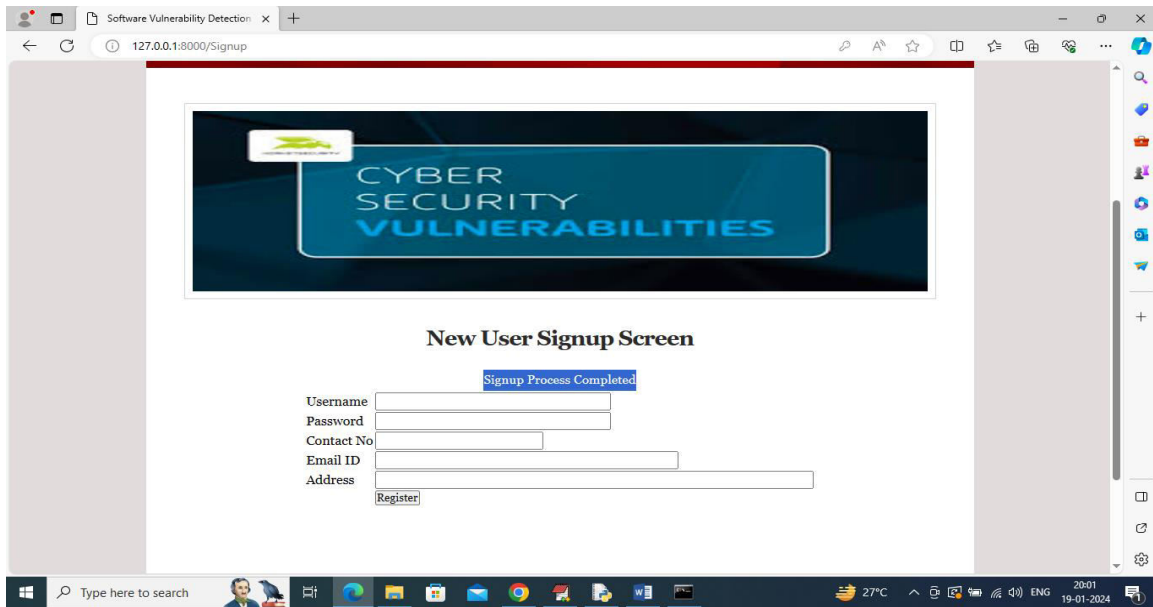 Software Vulnerability Detection
127.0.0.1:8000/Signup
CYBER
SECURITY
VULNERABILITIES
New User Signup Screen
Signup Process Completed
Username
Password
Contact No
Email ID
Address
Register
Type here to search
27°C
ENG
20:01
19-01-2024